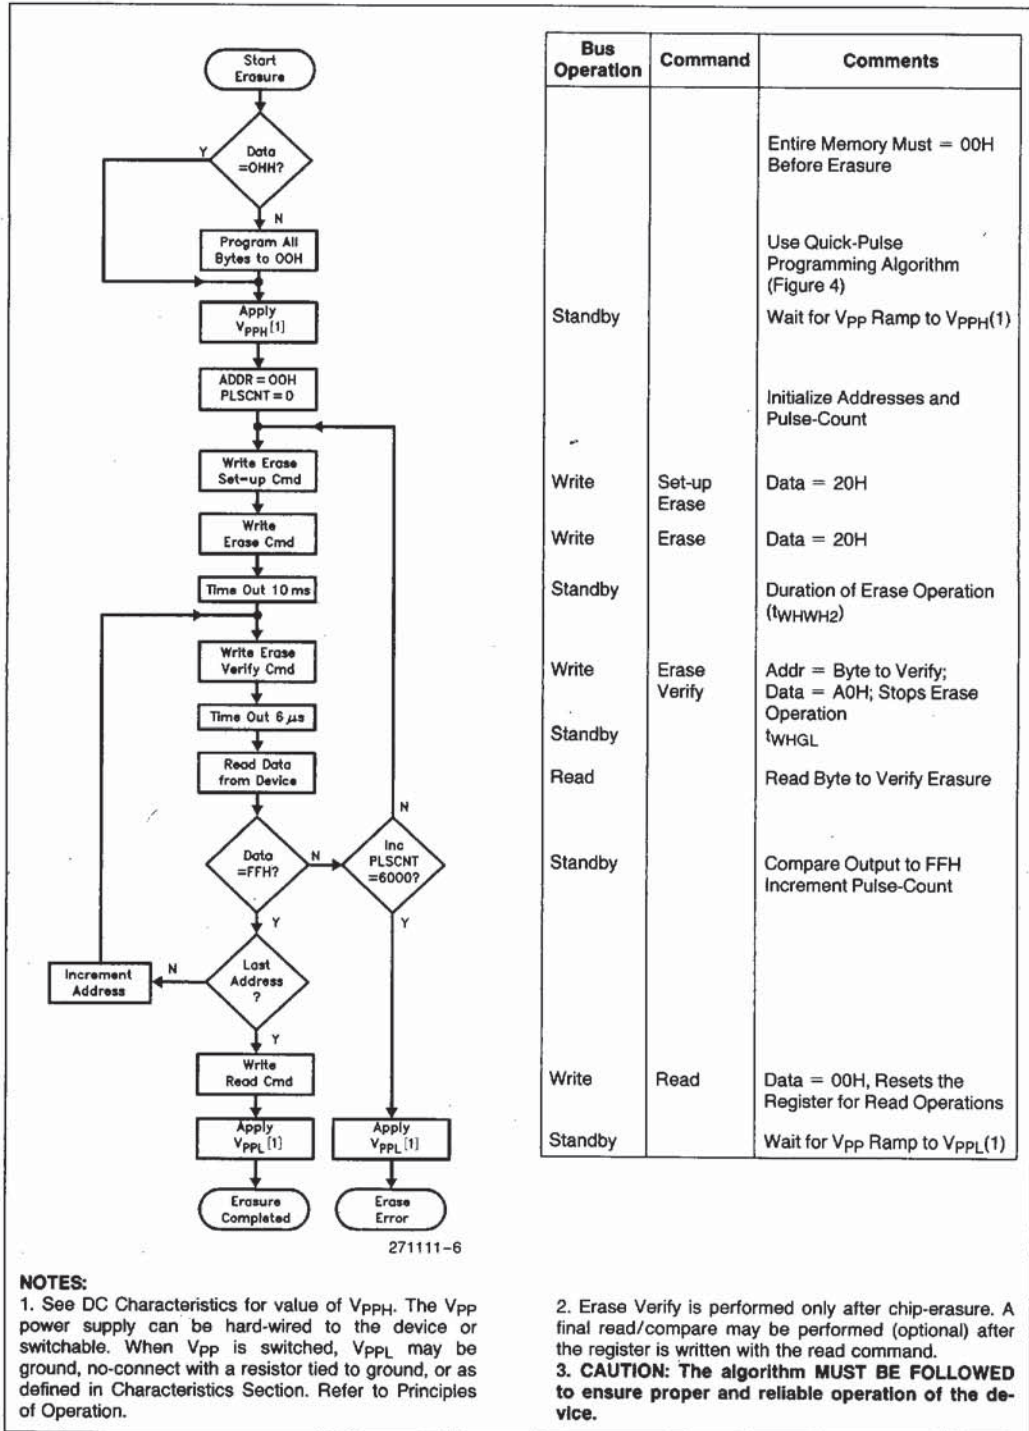 Start
Erasure
Data
=OHH?
Y
N
Program All
Bytes to 00H
Apply
VPPH[1]
ADDR = 00H
PLSCNT = 0
Write Erase
Set-up Cmd
Write
Erase Cmd
Time Out 10 ms
Write Erase
Verify Cmd
Time Out 6 µs
Read Data
from Device
Data
=FFH?
N
Inc
PLSCNT
=6000?
N
Y
Y
Last
Address
?
N
Increment
Address
Y
Write
Read Cmd
Apply
VPPL[1]
Apply
VPPL[1]
Erasure
Completed
Erase
Error
271111-6
Bus
Operation
Command
Comments
Entire Memory Must = 00H
Before Erasure
Use Quick-Pulse
Programming Algorithm
(Figure 4)
Standby
Wait for VPP Ramp to VPPH(1)
Initialize Addresses and
Pulse-Count
Write
Set-up
Erase
Data = 20H
Write
Erase
Data = 20H
Standby
Duration of Erase Operation
(tWHWH2)
Write
Erase
Verify
Addr = Byte to Verify;
Data = A0H; Stops Erase
Operation
Standby
tWHGL
Read
Read Byte to Verify Erasure
Standby
Compare Output to FFH
Increment Pulse-Count
Write
Read
Data = 00H, Resets the
Register for Read Operations
Standby
Wait for VPP Ramp to VPPL(1)
NOTES:
1. See DC Characteristics for value of VPPH. The VPP
power supply can be hard-wired to the device or
switchable. When VPP is switched, VPPL may be
ground, no-connect with a resistor tied to ground, or as
defined in Characteristics Section. Refer to Principles
of Operation.
2. Erase Verify is performed only after chip-erasure. A
final read/compare may be performed (optional) after
the register is written with the read command.
3. CAUTION: The algorithm MUST BE FOLLOWED
to ensure proper and reliable operation of the de-
vice.